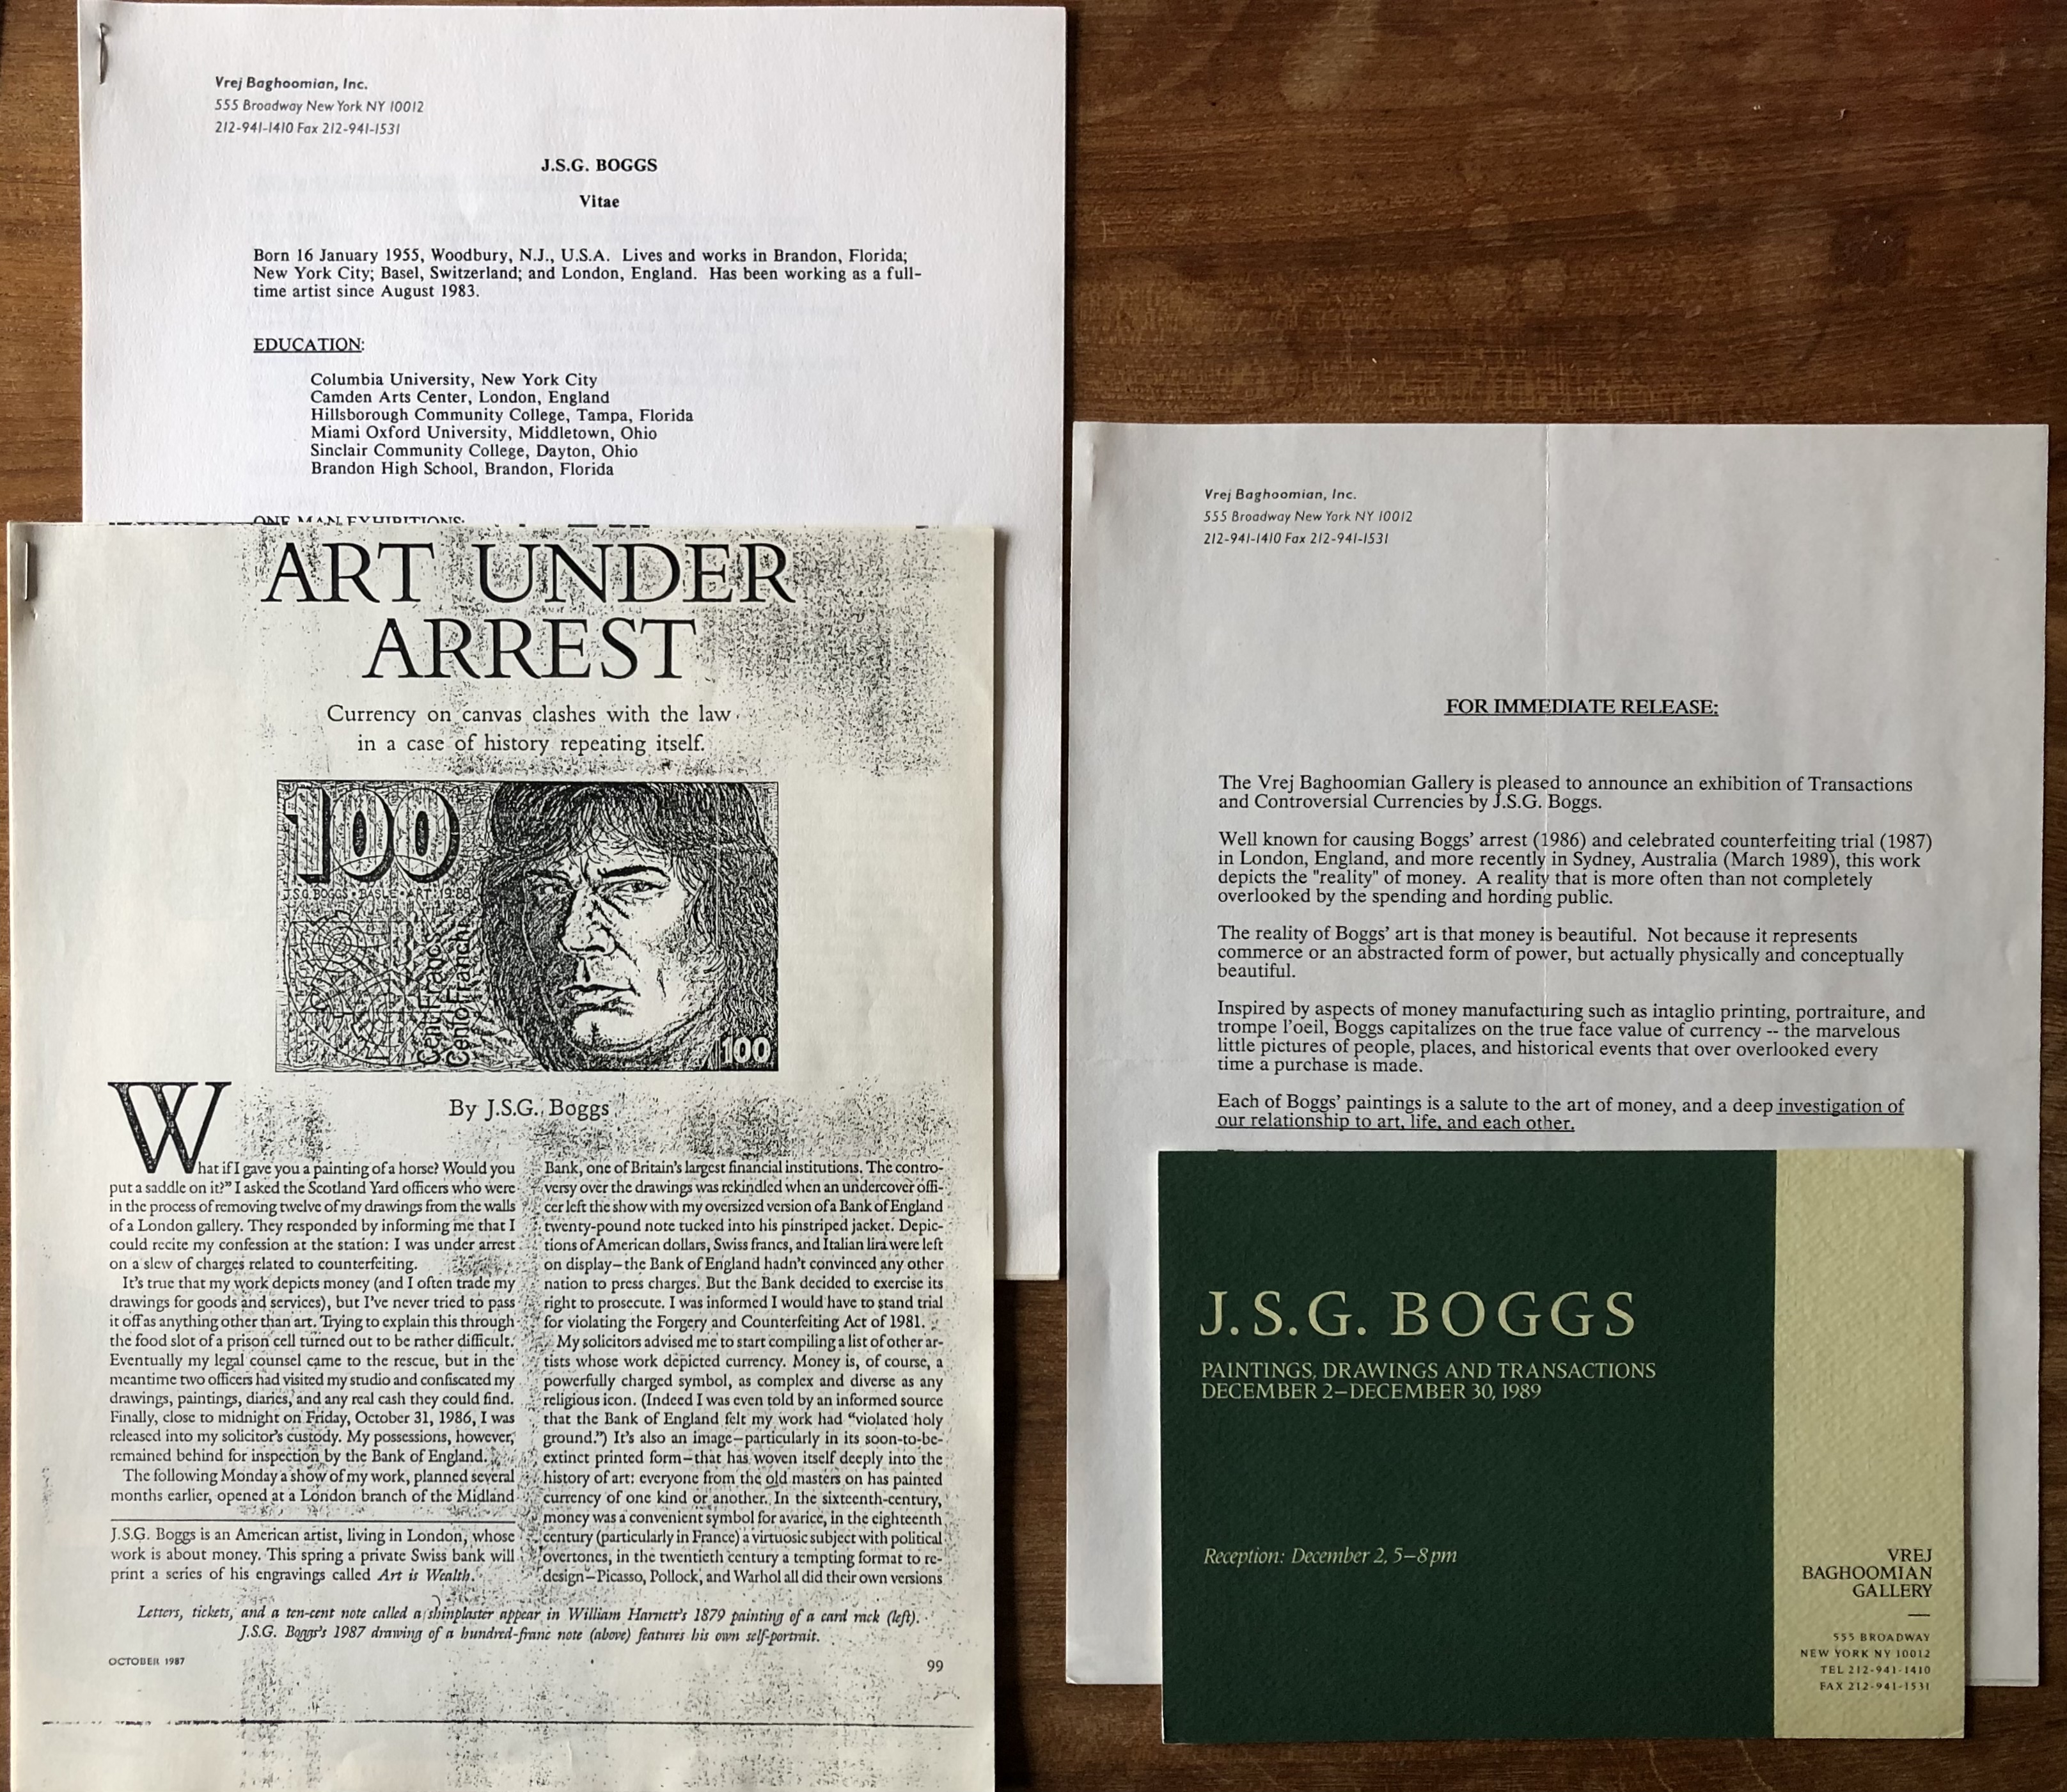 Vrej Baghoomian, Inc.
555 Broadway New York NY 10012
212-941-1410 Fax 212-941-1531
J.S.G. BOGGS
Vitae
Born 16 January 1955, Woodbury, N.J., U.S.A. Lives and works in Brandon, Florida;
New York City; Basel, Switzerland; and London, England. Has been working as a full-
time artist since August 1983.
EDUCATION:
Columbia University, New York City
Camden Arts Center, London, England
Hillsborough Community College, Tampa, Florida
Miami Oxford University, Middletown, Ohio
Sinclair Community College, Dayton, Ohio
Brandon High School, Brandon, Florida
ONE MAN EXHIBITIONS:
ART UNDER
ARREST
Currency on canvas clashes with the law
in a case of history repeating itself.
100
J.S.G. BOGGS • BASLE • ART
Cent Francs
Cento Franchi
100
By J.S.G. Boggs
What if I gave you a painting of a horse? Would you
put a saddle on it?” I asked the Scotland Yard officers who were
in the process of removing twelve of my drawings from the walls
of a London gallery. They responded by informing me that I
could recite my confession at the station: I was under arrest
on a slew of charges related to counterfeiting.
It’s true that my work depicts money (and I often trade my
drawings for goods and services), but I’ve never tried to pass
it off as anything other than art. Trying to explain this through
the food slot of a prison cell turned out to be rather difficult.
Eventually my legal counsel came to the rescue, but in the
meantime two officers had visited my studio and confiscated my
drawings, paintings, diaries, and any real cash they could find.
Finally, close to midnight on Friday, October 31, 1986, I was
released into my solicitor’s custody. My possessions, however,
remained behind for inspection by the Bank of England.
The following Monday a show of my work, planned several
months earlier, opened at a London branch of the Midland
J.S.G. Boggs is an American artist, living in London, whose
work is about money. This spring a private Swiss bank will
print a series of his engravings called Art is Wealth.
Bank, one of Britain’s largest financial institutions. The contro-
versy over the drawings was rekindled when an undercover offi-
cer left the show with my oversized version of a Bank of England
twenty-pound note tucked into his pinstriped jacket. Depic-
tions of American dollars, Swiss francs, and Italian lira were left
on display—the Bank of England hadn’t convinced any other
nation to press charges. But the Bank decided to exercise its
right to prosecute. I was informed I would have to stand trial
for violating the Forgery and Counterfeiting Act of 1981.
My solicitors advised me to start compiling a list of other ar-
tists whose work depicted currency. Money is, of course, a
powerfully charged symbol, as complex and diverse as any
religious icon. (Indeed I was even told by an informed source
that the Bank of England felt my work had “violated holy
ground.”) It’s also an image—particularly in its soon-to-be-
extinct printed form—that has woven itself deeply into the
history of art: everyone from the old masters on has painted
currency of one kind or another. In the sixteenth-century,
money was a convenient symbol for avarice, in the eighteenth
century (particularly in France) a virtuosic subject with political
overtones, in the twentieth century a tempting format to re-
design—Picasso, Pollock, and Warhol all did their own versions
Letters, tickets, and a ten-cent note called a shinplaster appear in William Harnett’s 1879 painting of a card rack (left).
J.S.G. Boggs’s 1987 drawing of a hundred-franc note (above) features his own self-portrait.
OCTOBER 1987
99
Vrej Baghoomian, Inc.
555 Broadway New York NY 10012
212-941-1410 Fax 212-941-1531
FOR IMMEDIATE RELEASE:
The Vrej Baghoomian Gallery is pleased to announce an exhibition of Transactions
and Controversial Currencies by J.S.G. Boggs.
Well known for causing Boggs’ arrest (1986) and celebrated counterfeiting trial (1987)
in London, England, and more recently in Sydney, Australia (March 1989), this work
depicts the "reality" of money. A reality that is more often than not completely
overlooked by the spending and hording public.
The reality of Boggs’ art is that money is beautiful. Not because it represents
commerce or an abstracted form of power, but actually physically and conceptually
beautiful.
Inspired by aspects of money manufacturing such as intaglio printing, portraiture, and
trompe l’oeil, Boggs capitalizes on the true face value of currency -- the marvelous
little pictures of people, places, and historical events that over overlooked every
time a purchase is made.
Each of Boggs’ paintings is a salute to the art of money, and a deep investigation of
our relationship to art, life, and each other.
J.S.G. BOGGS
PAINTINGS, DRAWINGS AND TRANSACTIONS
DECEMBER 2–DECEMBER 30, 1989
Reception: December 2, 5–8 pm
VREJ
BAGHOOMIAN
GALLERY
555 BROADWAY
NEW YORK NY 10012
TEL 212-941-1410
FAX 212-941-1531